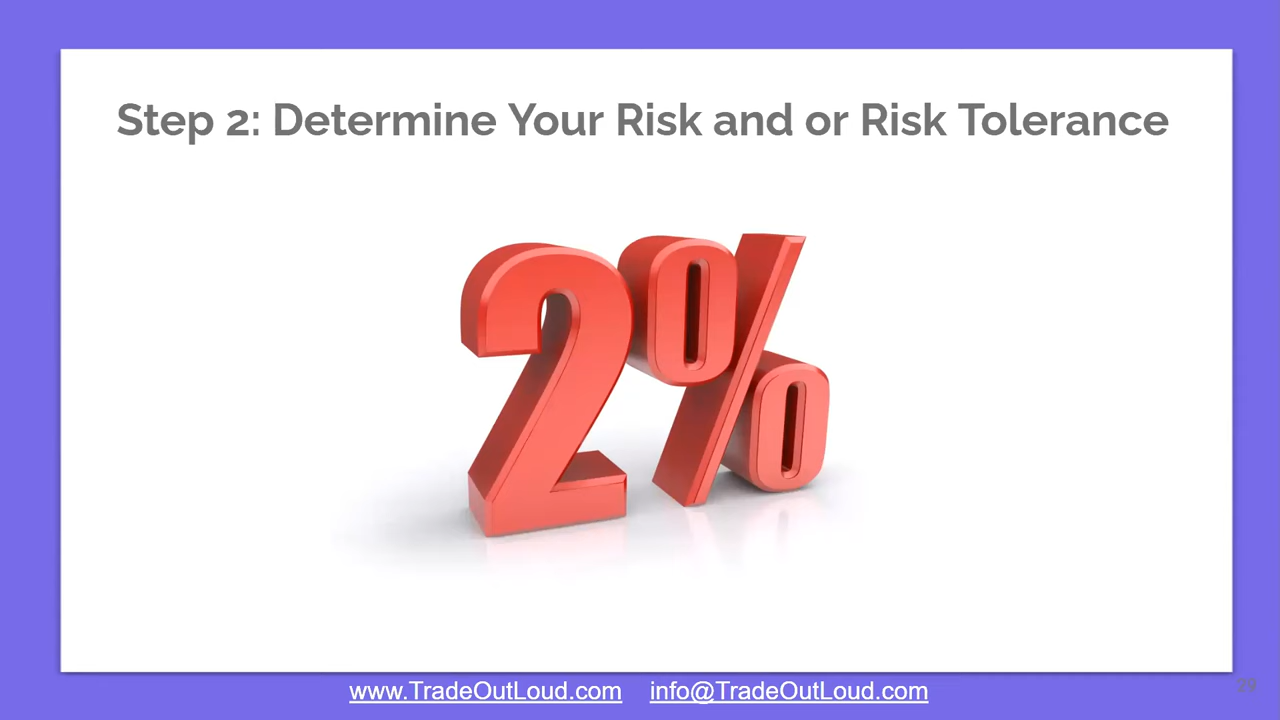 Step 2: Determine Your Risk and or Risk Tolerance
2%
www.TradeOutLoud.com info@TradeOutLoud.com
29